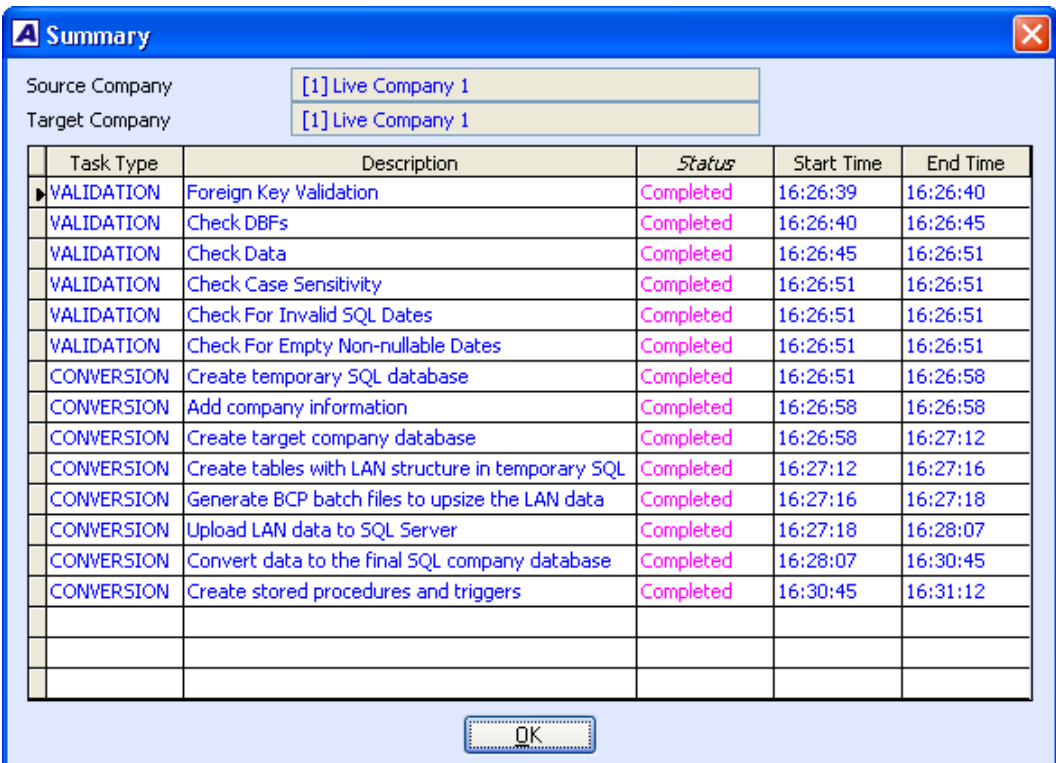 A Summary
Source Company [1] Live Company 1
Target Company [1] Live Company 1
Task Type Description Status Start Time End Time
VALIDATION Foreign Key Validation Completed 16:26:39 16:26:40
VALIDATION Check DBFs Completed 16:26:40 16:26:45
VALIDATION Check Data Completed 16:26:45 16:26:51
VALIDATION Check Case Sensitivity Completed 16:26:51 16:26:51
VALIDATION Check For Invalid SQL Dates Completed 16:26:51 16:26:51
VALIDATION Check For Empty Non-nullable Dates Completed 16:26:51 16:26:51
CONVERSION Create temporary SQL database Completed 16:26:51 16:26:58
CONVERSION Add company information Completed 16:26:58 16:26:58
CONVERSION Create target company database Completed 16:26:58 16:27:12
CONVERSION Create tables with LAN structure in temporary SQL Completed 16:27:12 16:27:16
CONVERSION Generate BCP batch files to upsize the LAN data Completed 16:27:16 16:27:18
CONVERSION Upload LAN data to SQL Server Completed 16:27:18 16:28:07
CONVERSION Convert data to the final SQL company database Completed 16:28:07 16:30:45
CONVERSION Create stored procedures and triggers Completed 16:30:45 16:31:12
OK